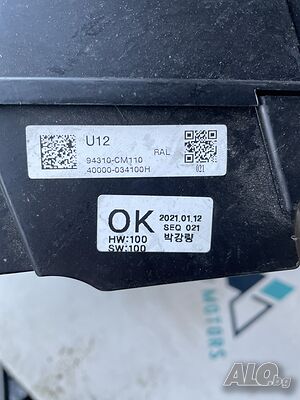 U12
94310-CM110
RAL
40000-034100H
021
OK
2021.01.12
SEQ 021
HW:100
박강량
SW:100
MOTORS
ALO.bg